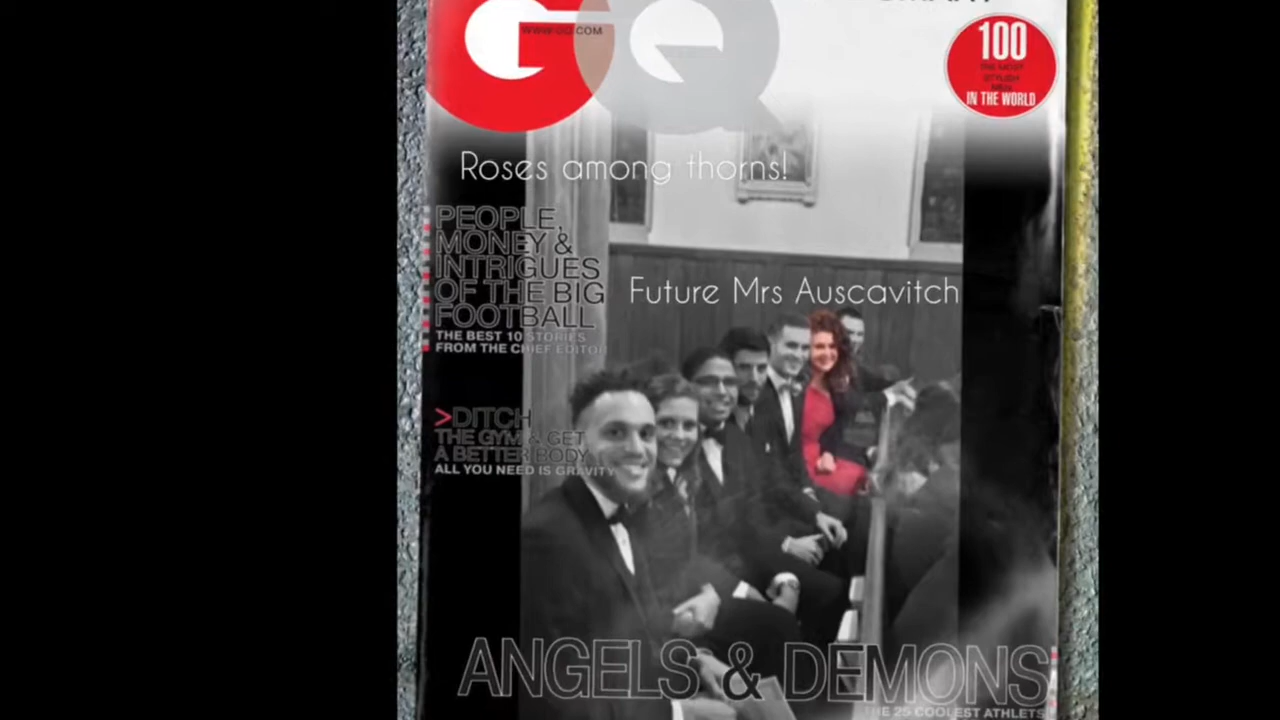 GQ
WWW.GQ.COM
100
THE MOST
STYLISH
MEN
IN THE WORLD
Roses among thorns!
PEOPLE,
MONEY &
INTRIGUES
OF THE BIG
FOOTBALL
THE BEST 10 STORIES
FROM THE CHIEF EDITOR
Future Mrs Auscavitch
>DITCH
THE GYM & GET
A BETTER BODY
ALL YOU NEED IS GRAVITY
ANGELS & DEMONS
THE 25 COOLEST ATHLETS